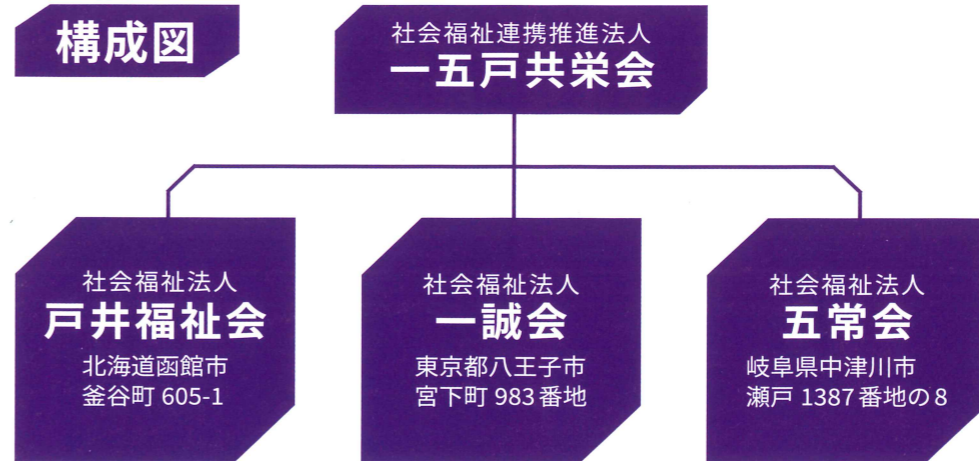 構成図
社会福祉連携推進法人
一五戸共栄会
社会福祉法人
戸井福祉会
北海道函館市
釜谷町 605-1
社会福祉法人
一誠会
東京都八王子市
宮下町 983 番地
社会福祉法人
五常会
岐阜県中津川市
瀬戸 1387 番地の8